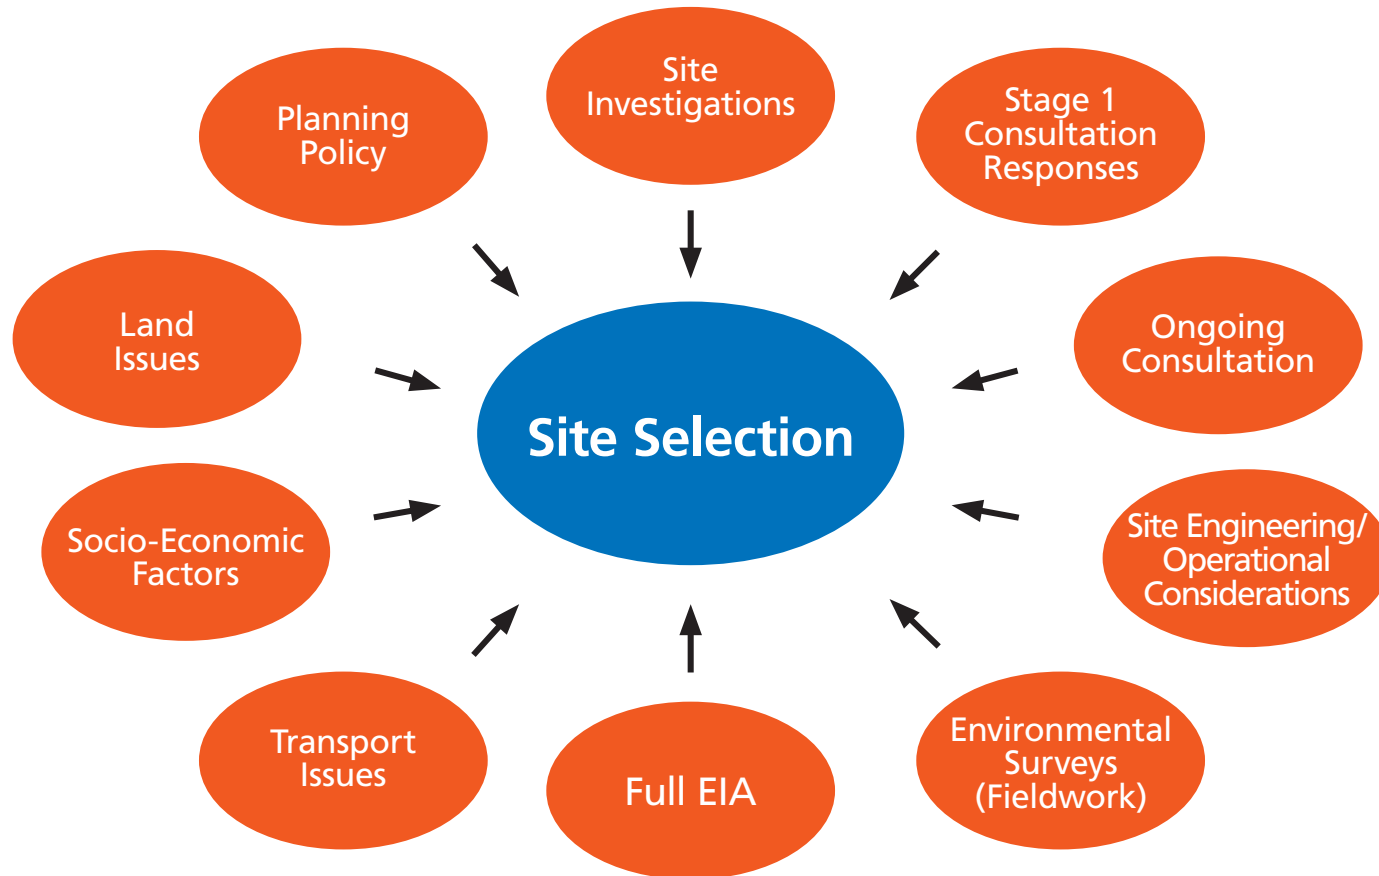 Site
Investigations
Stage 1
Consultation
Responses
Planning
Policy
Land
Issues
Ongoing
Consultation
Site Selection
Socio-Economic
Factors
Site Engineering/
Operational
Considerations
Transport
Issues
Full EIA
Environmental
Surveys
(Fieldwork)